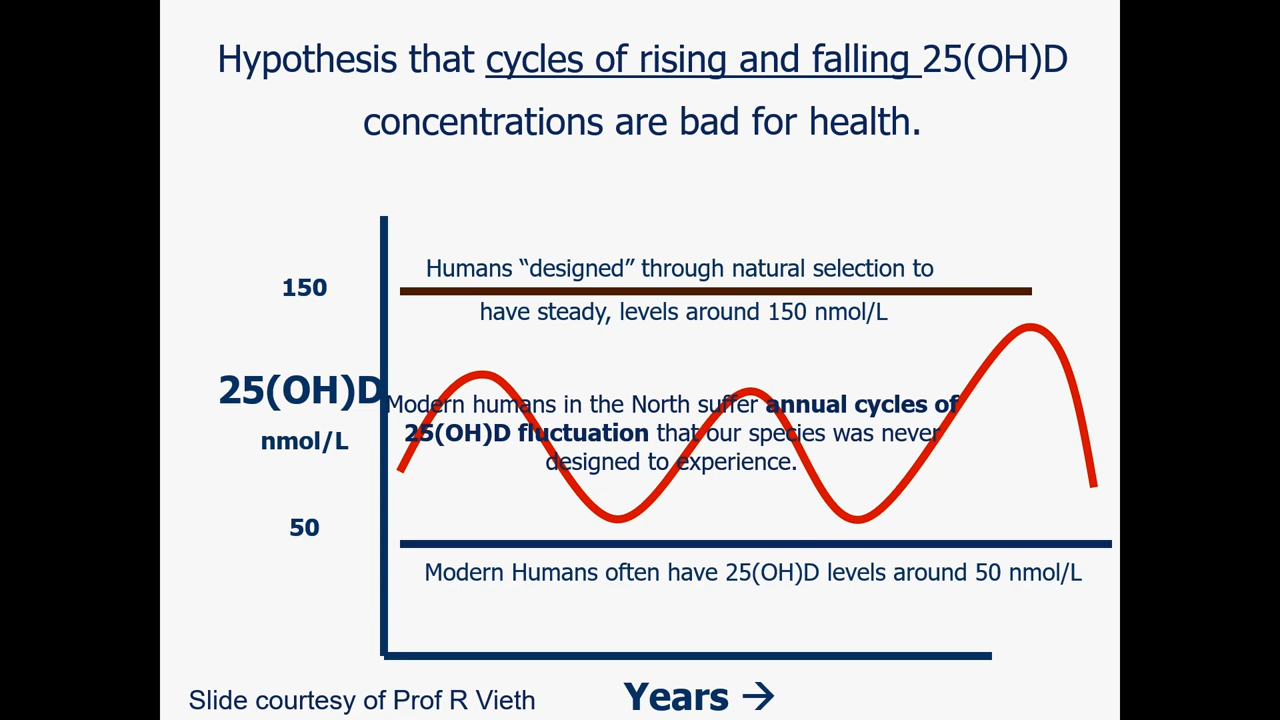 Hypothesis that cycles of rising and falling 25(OH)D
concentrations are bad for health.
Humans “designed” through natural selection to
150
have steady, levels around 150 nmol/L
25(OH)D
Modern humans in the North suffer annual cycles of
25(OH)D fluctuation that our species was never
nmol/L
designed to experience.
50
Modern Humans often have 25(OH)D levels around 50 nmol/L
Years →
Slide courtesy of Prof R Vieth